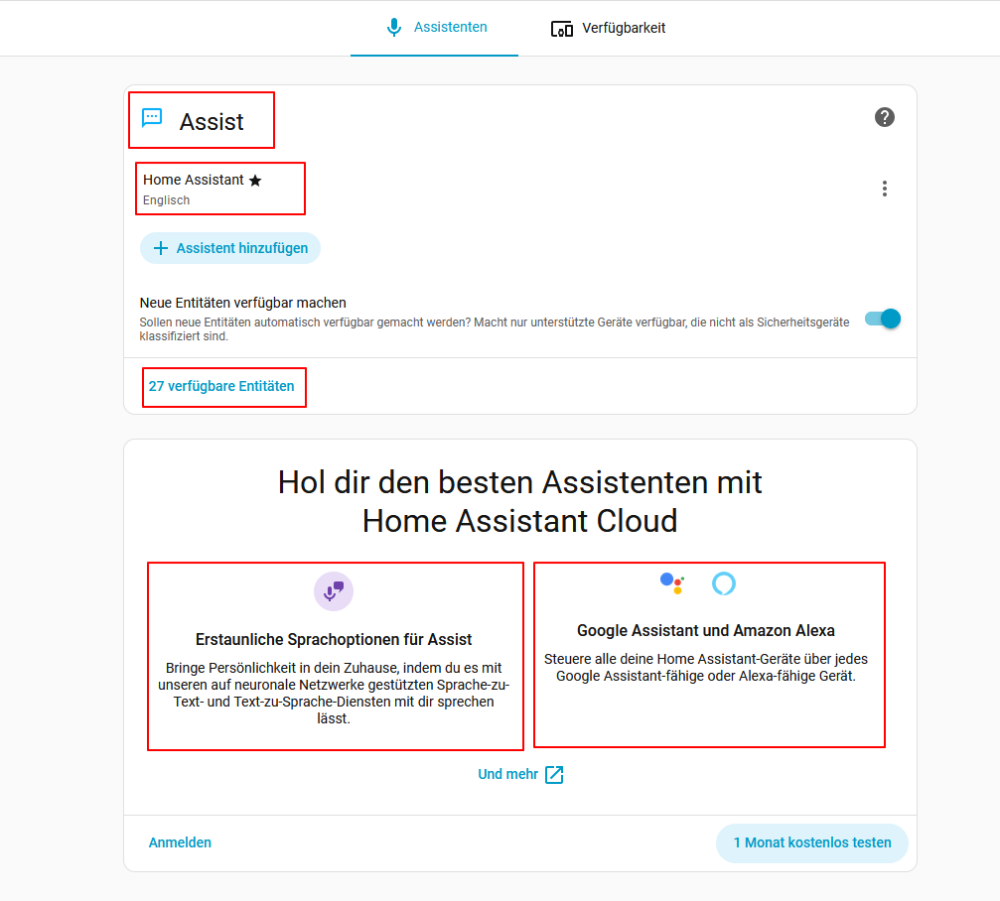 Assistenten
Verfügbarkeit
Assist
Home Assistant
Englisch
Assistent hinzufügen
Neue Entitäten verfügbar machen
Sollen neue Entitäten automatisch verfügbar gemacht werden? Macht nur unterstützte Geräte verfügbar, die nicht als Sicherheitsgeräte
klassifiziert sind.
27 verfügbare Entitäten
Hol dir den besten Assistenten mit
Home Assistant Cloud
Erstaunliche Sprachoptionen für Assist
Bringe Persönlichkeit in dein Zuhause, indem du es mit
unseren auf neuronale Netzwerke gestützten Sprache-zu-
Text- und Text-zu-Sprache-Diensten mit dir sprechen
lässt.
Google Assistant und Amazon Alexa
Steuere alle deine Home Assistant-Geräte über jedes
Google Assistant-fähige oder Alexa-fähige Gerät.
Und mehr
Anmelden
1 Monat kostenlos testen